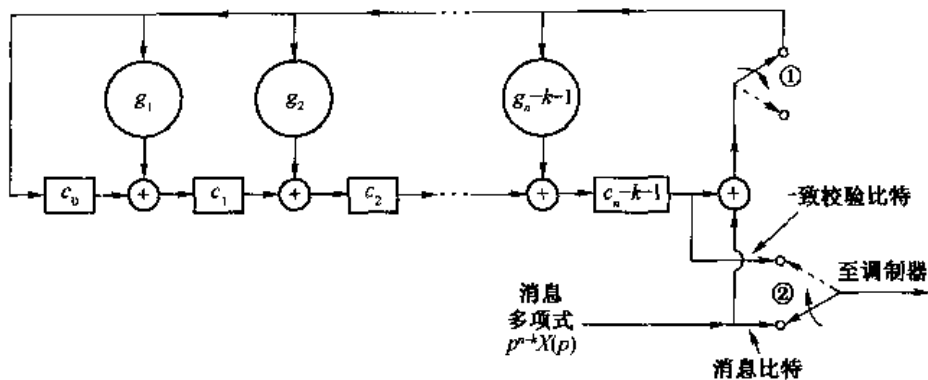 ①
g₁
g₂
gₙ−k−1
c₀
+
c₁
+
c₂
+
cₙ−k−1
+
一致校验比特
至调制器
②
消息
多项式
pⁿ⁻ᵏX(p)
消息比特